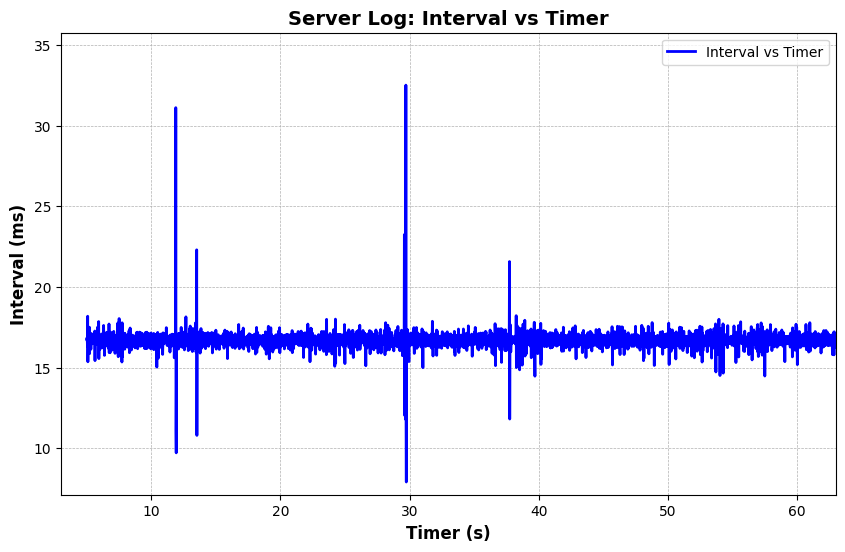 Server Log: Interval vs Timer
Interval vs Timer
35
30
25
20
15
10
Interval (ms)
10 20 30 40 50 60
Timer (s)